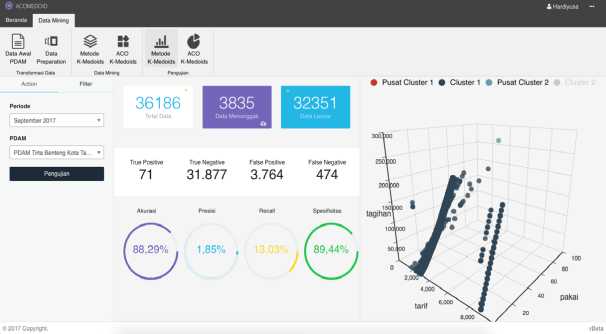 ACOMEDOID
Hardiyusa
Beranda
Data Mining
Data Awal
PDAM
Data
Preparation
Metode
K-Medoids
ACO
K-Medoids
Metode
K-Medoids
ACO
K-Medoids
Transformasi Data
Data Mining
Pengujian
Action
Filter
Periode
September 2017
PDAM
PDAM Tirta Benteng Kota Ta...
Pengujian
36186
Total Data
3835
Data Menunggak
32351
Data Lancar
True Positive
71
True Negative
31.877
False Positive
3.764
False Negative
474
Akurasi
88,29%
Presisi
1,85%
Recall
13,03%
Spesifisitas
89,44%
Pusat Cluster 1
Cluster 1
Pusat Cluster 2
Cluster 2
300,000
250,000
200,000
150,000
100,000
50,000
0
tagihan
2,000
4,000
6,000
8,000
tarif
20
40
60
80
100
pakai
© 2017 Copyright.